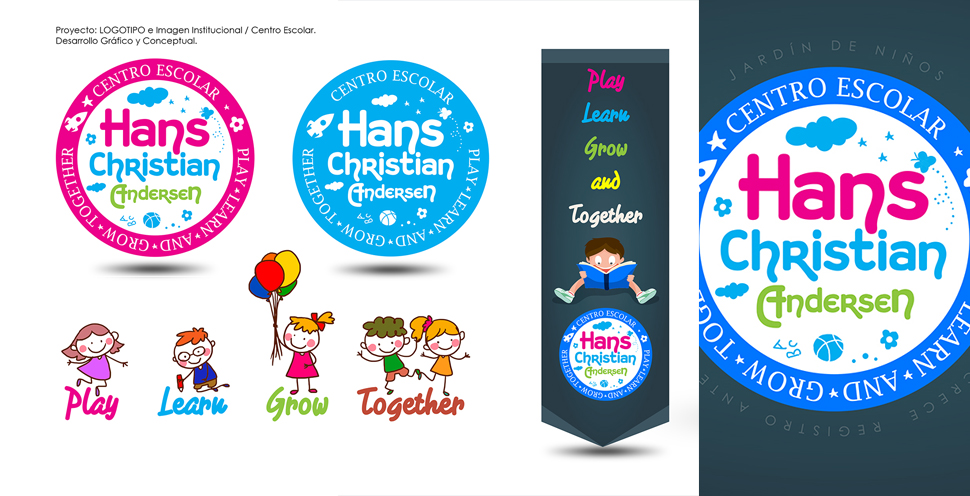 Proyecto: LOGOTIPO e Imagen Institucional / Centro Escolar.
Desarrollo Gráfico y Conceptual.
CENTRO ESCOLAR
Hans
Christian
Andersen
A B C
PLAY★LEARN★AND★GROW★TOGETHER
CENTRO ESCOLAR
Hans
Christian
Andersen
A B C
PLAY★LEARN★AND★GROW★TOGETHER
Play
Learn
Grow
Together
Play
Learn
Grow
and
Together
CENTRO ESCOLAR
Hans
Christian
Andersen
PLAY★LEARN★AND★GROW★TOGETHER
JARDÍN DE NIÑOS
CENTRO ESCOLAR
Hans
Christian
Andersen
A B C
LEARN★AND★GROW★TOGETH
CRECE REGISTRO ANTE